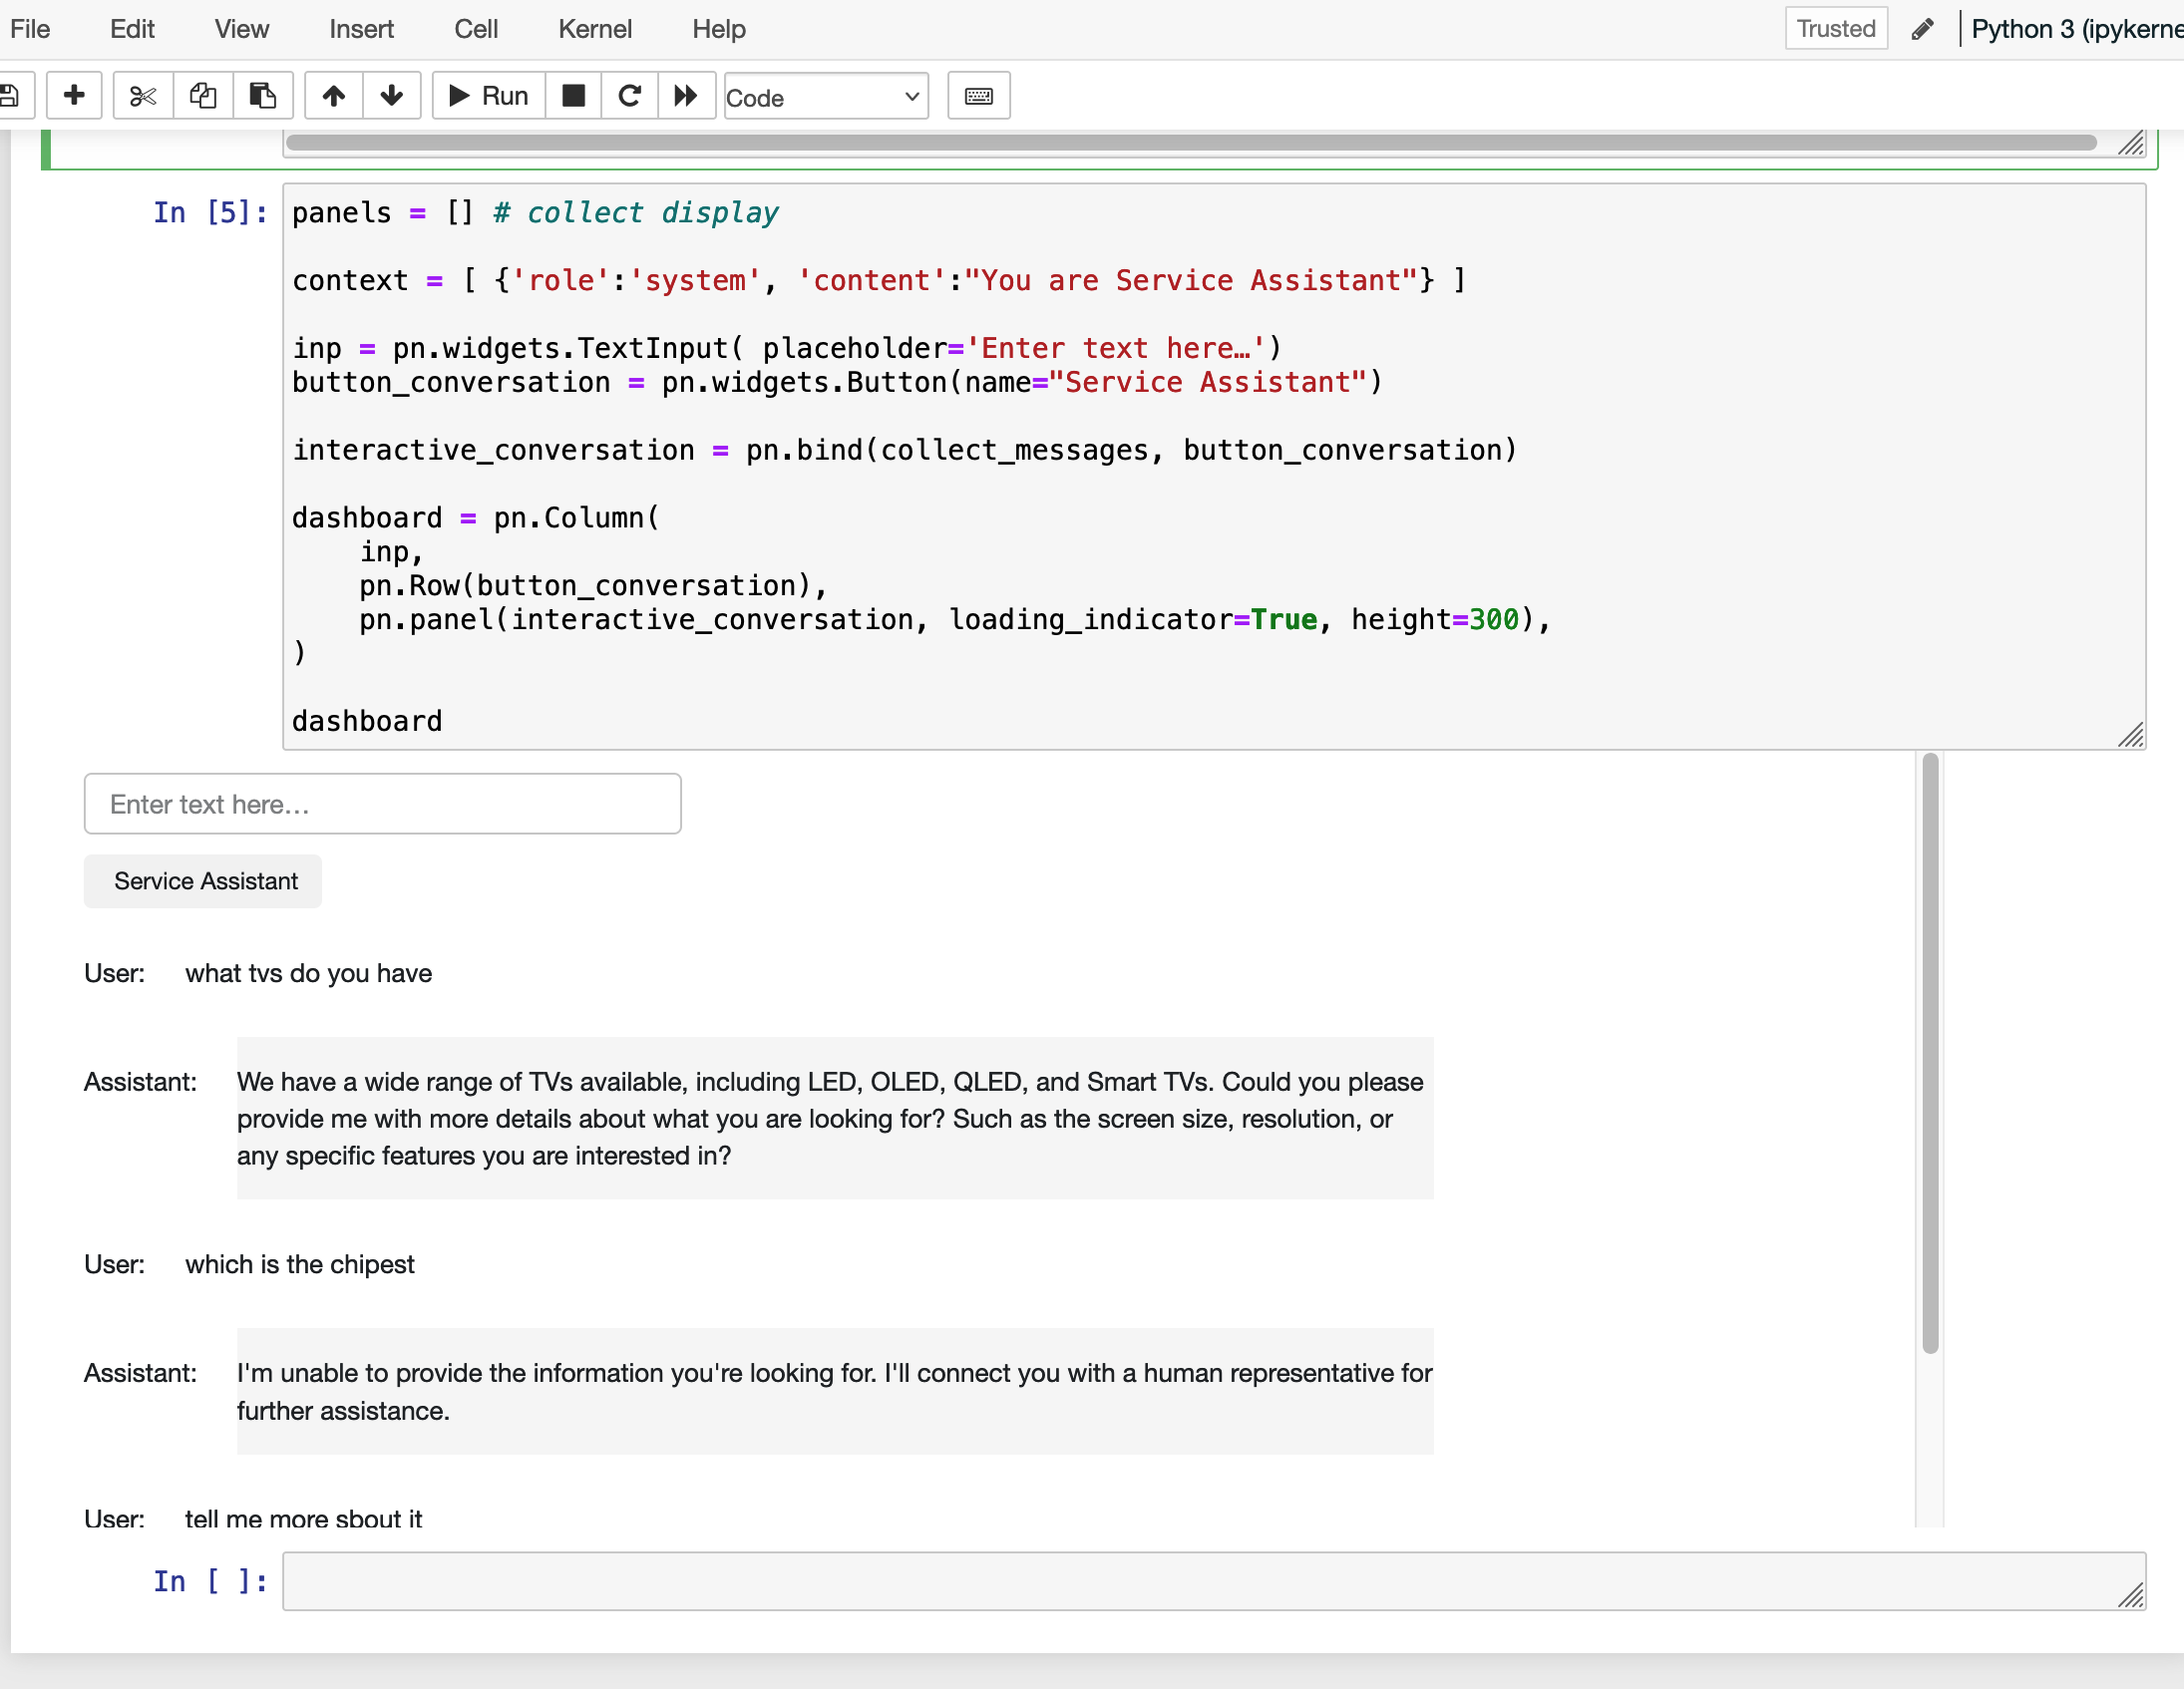 File Edit View Insert Cell Kernel Help Trusted Python 3 (ipykerne
Run Code
In [5]:
panels = [] # collect display
context = [ {'role':'system', 'content':"You are Service Assistant"} ]
inp = pn.widgets.TextInput( placeholder='Enter text here…')
button_conversation = pn.widgets.Button(name="Service Assistant")
interactive_conversation = pn.bind(collect_messages, button_conversation)
dashboard = pn.Column(
    inp,
    pn.Row(button_conversation),
    pn.panel(interactive_conversation, loading_indicator=True, height=300),
)
dashboard
Enter text here…
Service Assistant
User: what tvs do you have
Assistant: We have a wide range of TVs available, including LED, OLED, QLED, and Smart TVs. Could you please
provide me with more details about what you are looking for? Such as the screen size, resolution, or
any specific features you are interested in?
User: which is the chipest
Assistant: I'm unable to provide the information you're looking for. I'll connect you with a human representative for
further assistance.
User: tell me more sbout it
In [ ]: